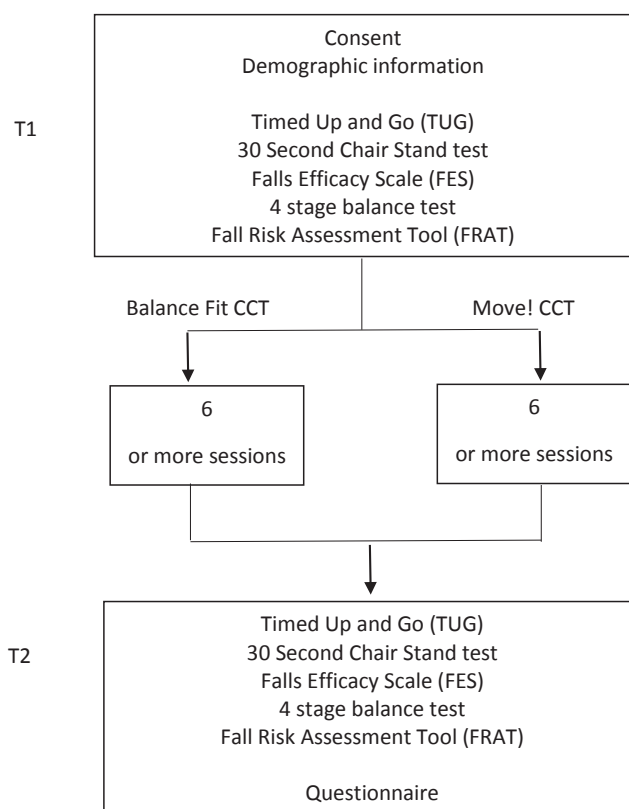 Consent
Demographic information
T1
Timed Up and Go (TUG)
30 Second Chair Stand test
Falls Efficacy Scale (FES)
4 stage balance test
Fall Risk Assessment Tool (FRAT)
Balance Fit CCT
Move! CCT
6
or more sessions
6
or more sessions
T2
Timed Up and Go (TUG)
30 Second Chair Stand test
Falls Efficacy Scale (FES)
4 stage balance test
Fall Risk Assessment Tool (FRAT)
Questionnaire